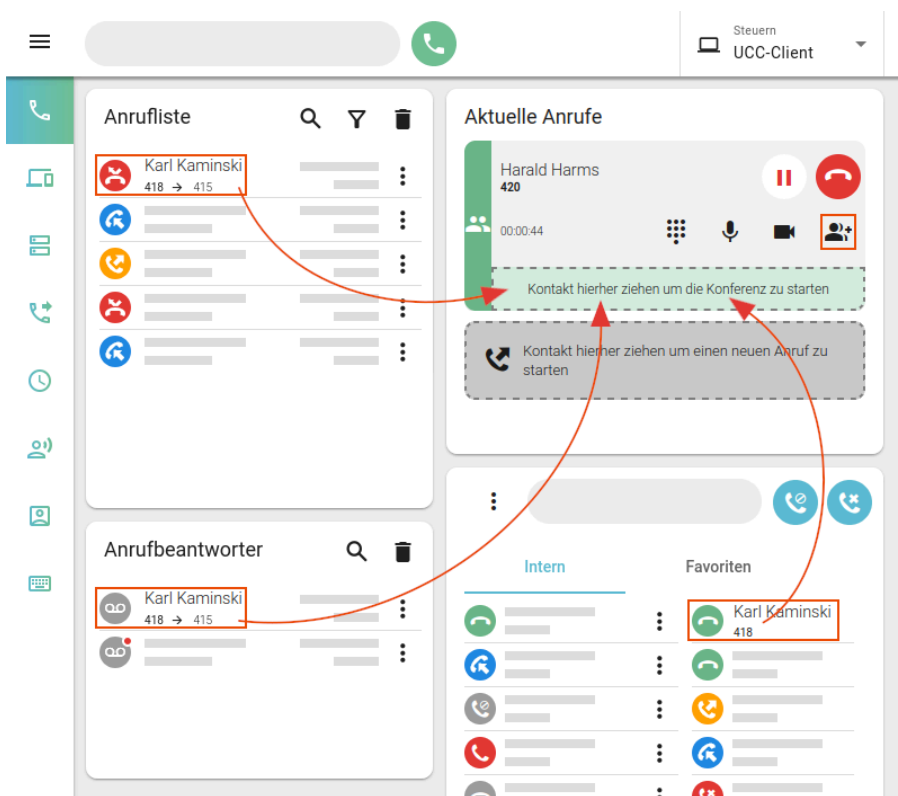 Steuern
UCC-Client
Anrufliste
Karl Kaminski
418 → 415
Aktuelle Anrufe
Harald Harms
420
00:00:44
Kontakt hierher ziehen um die Konferenz zu starten
Kontakt hierher ziehen um einen neuen Anruf zu
starten
Anrufbeantworter
Karl Kaminski
418 → 415
Intern
Favoriten
Karl Kaminski
418